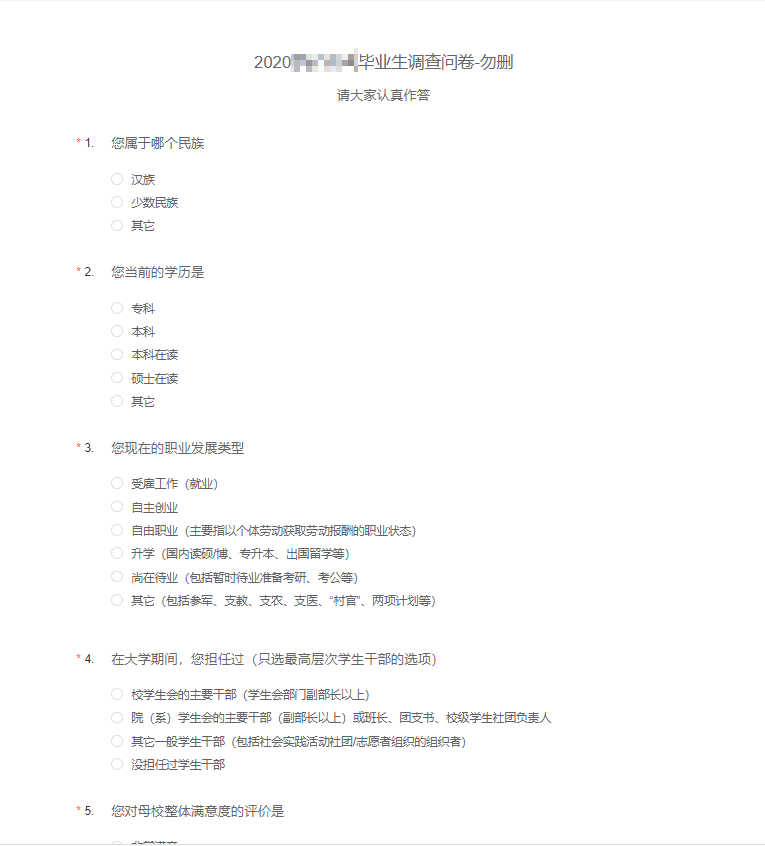 2020 毕业生调查问卷-勿删
请大家认真作答
* 1. 您属于哪个民族
汉族
少数民族
其它
* 2. 您当前的学历是
专科
本科
本科在读
硕士在读
其它
* 3. 您现在的职业发展类型
受雇工作（就业）
自主创业
自由职业（主要指以个体劳动获取劳动报酬的职业状态）
升学（国内读硕/博、专升本、出国留学等）
尚在待业（包括暂时待业准备考研、考公等）
其它（包括参军、支教、支农、支医、“村官”、两项计划等）
* 4. 在大学期间，您担任过（只选最高层次学生干部的选项）
校学生会的主要干部（学生会部门副部长以上）
院（系）学生会的主要干部（副部长以上）或班长、团支书、校级学生社团负责人
其它一般学生干部（包括社会实践活动社团/志愿者组织的组织者）
没担任过学生干部
* 5. 您对母校整体满意度的评价是